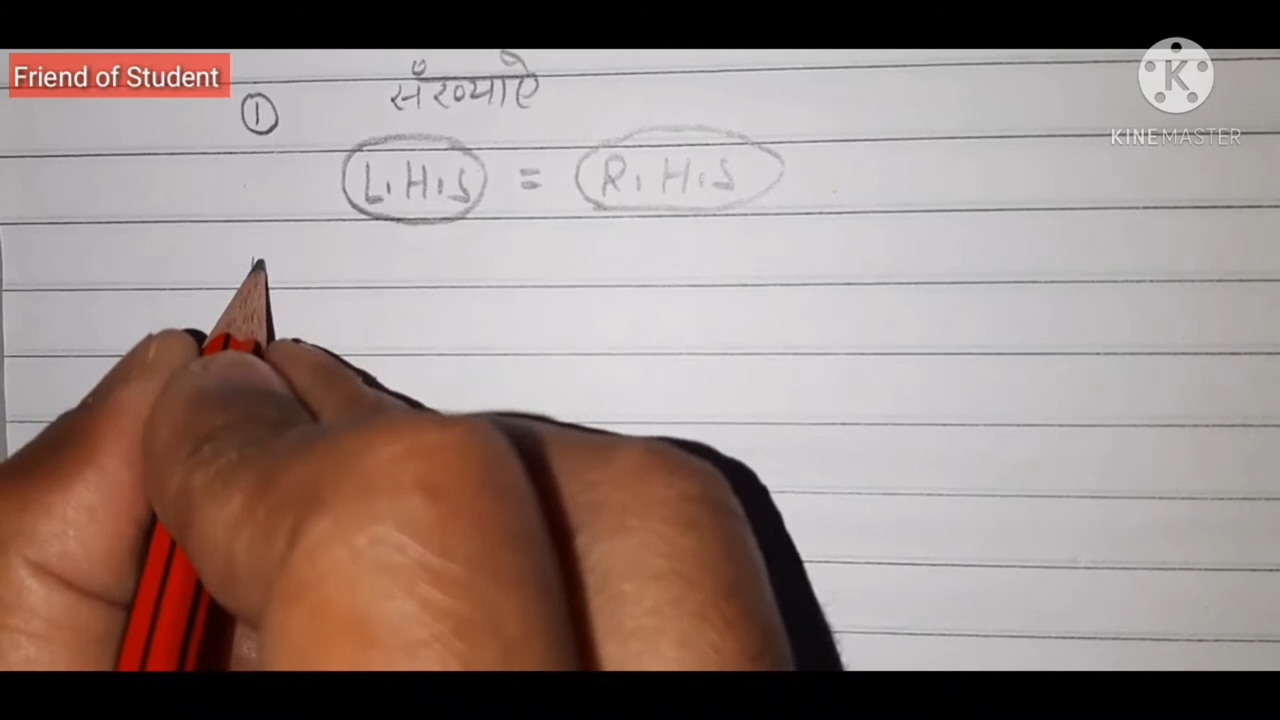 Friend of Student
① संख्याऐ
L.H.S = R.H.S
KINEMASTER